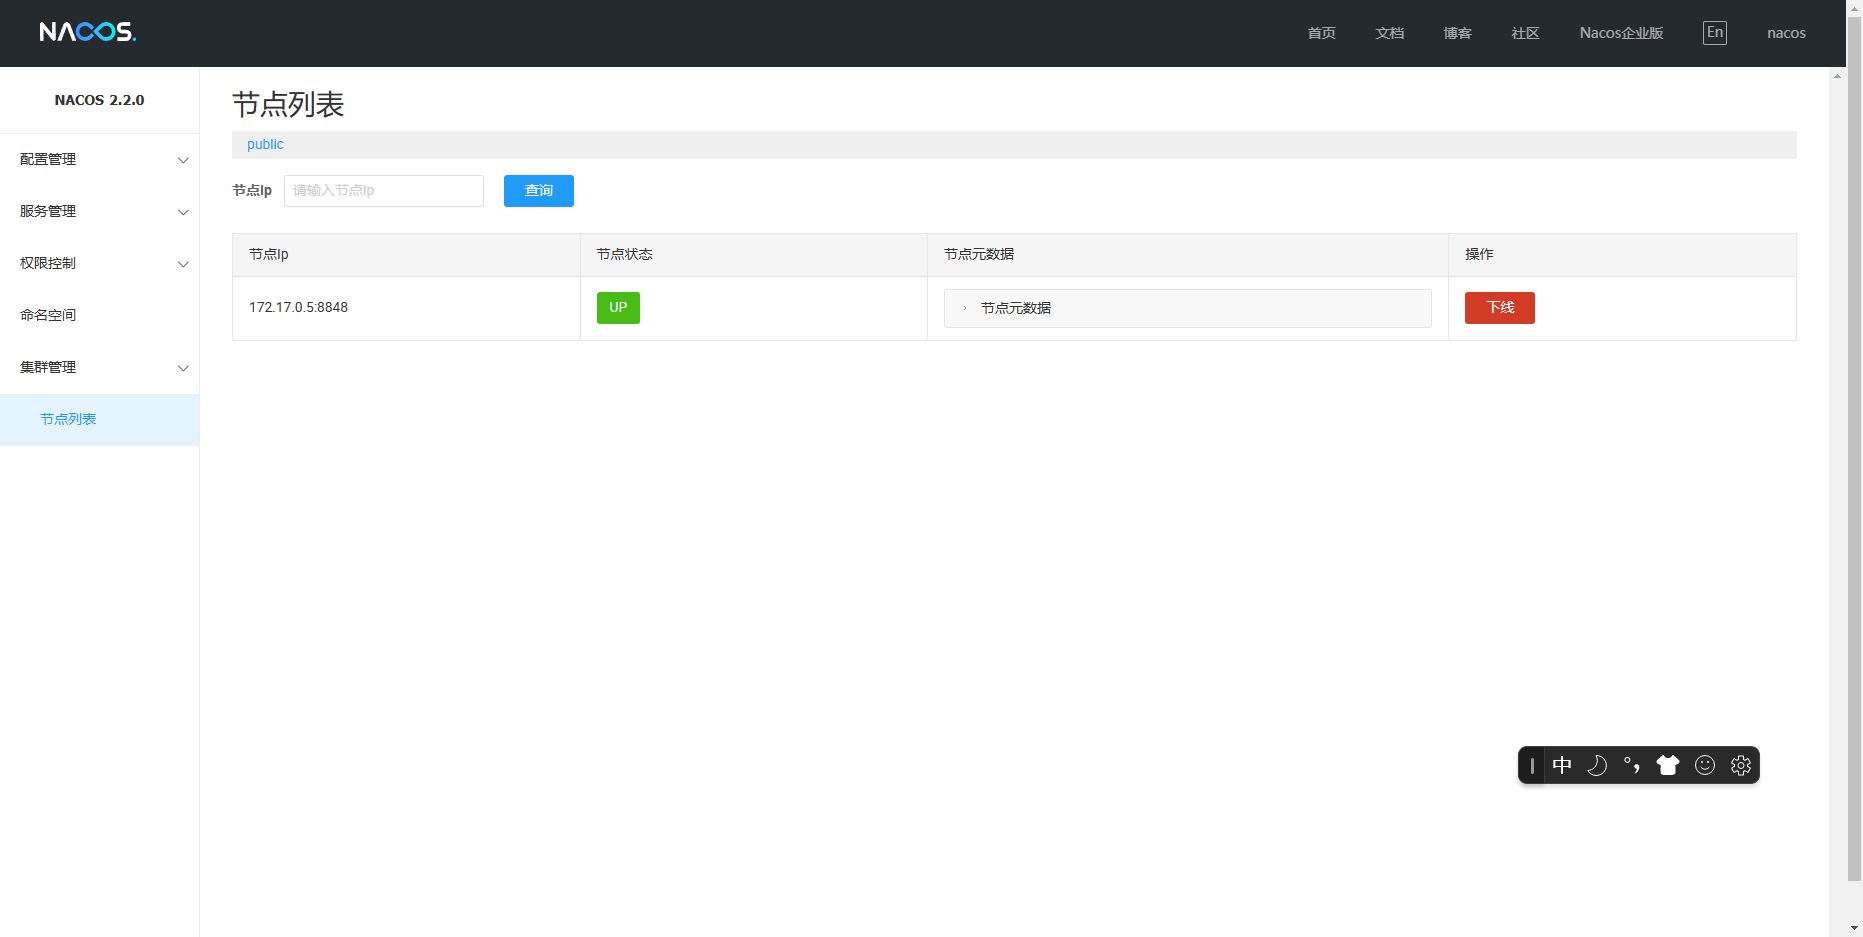 NACOS.
首页 文档 博客 社区 Nacos企业版 En nacos
NACOS 2.2.0
配置管理
服务管理
权限控制
命名空间
集群管理
节点列表
节点列表
public
节点Ip 请输入节点Ip 查询
节点Ip 节点状态 节点元数据 操作
172.17.0.5:8848 UP 节点元数据 下线
中 °,